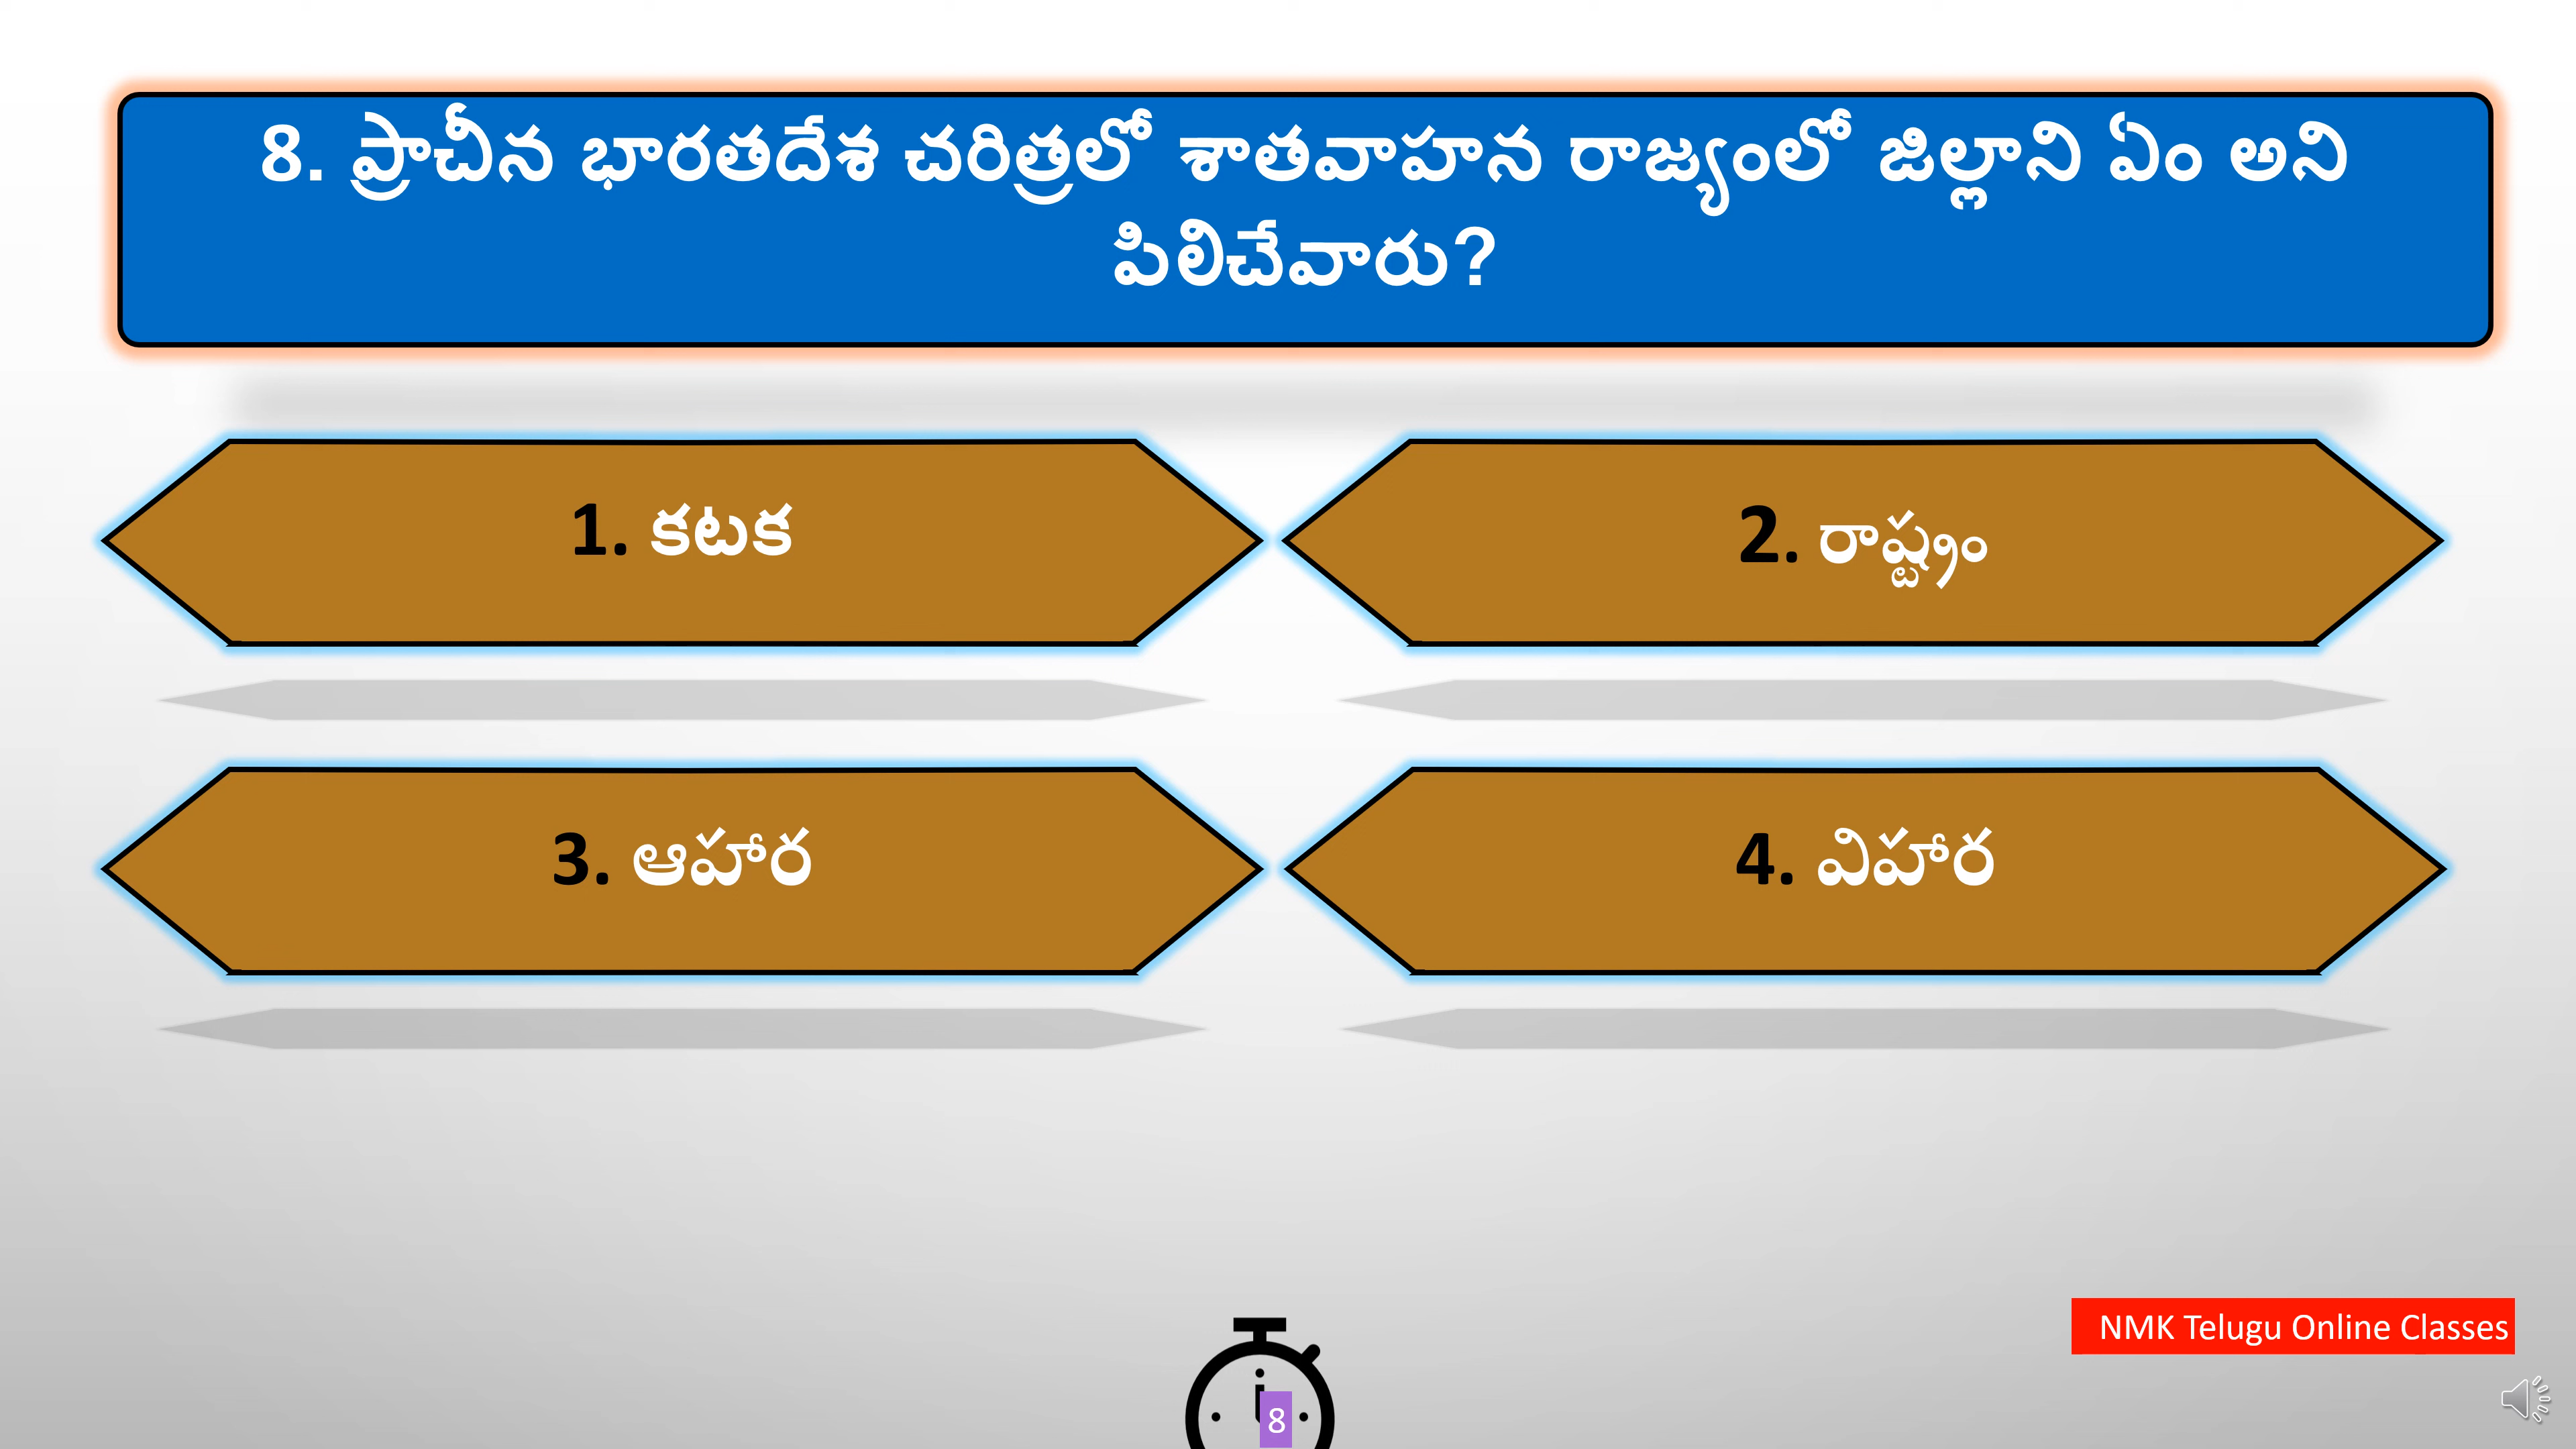 8. ప్రాచీన భారతదేశ చరిత్రలో శాతవాహన రాజ్యంలో జిల్లాని ఏం అని
పిలిచేవారు?
1. కటక
2. రాష్ట్రం
3. ఆహార
4. విహార
NMK Telugu Online Classes
8